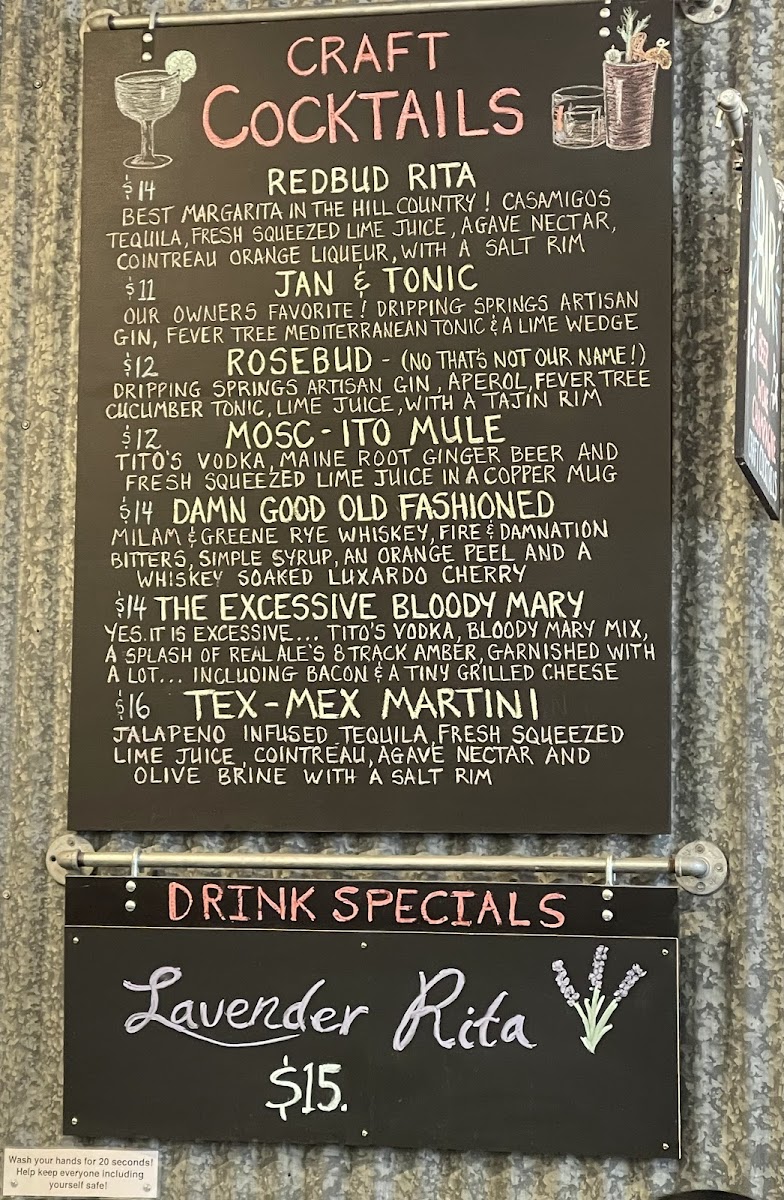 CRAFT
COCKTAILS
$14 REDBUD RITA
BEST MARGARITA IN THE HILL COUNTRY! CASAMIGOS
TEQUILA, FRESH SQUEEZED LIME JUICE, AGAVE NECTAR,
COINTREAU ORANGE LIQUEUR, WITH A SALT RIM
$11 JAN & TONIC
OUR OWNERS FAVORITE! DRIPPING SPRINGS ARTISAN
GIN, FEVER TREE MEDITERRANEAN TONIC & A LIME WEDGE
$12 ROSEBUD - (NO THAT'S NOT OUR NAME!)
DRIPPING SPRINGS ARTISAN GIN, APEROL, FEVER TREE
CUCUMBER TONIC, LIME JUICE, WITH A TAJIN RIM
$12 MOSC-ITO MULE
TITO'S VODKA, MAINE ROOT GINGER BEER AND
FRESH SQUEEZED LIME JUICE IN A COPPER MUG
$14 DAMN GOOD OLD FASHIONED
MILAM & GREENE RYE WHISKEY, FIRE & DAMNATION
BITTERS, SIMPLE SYRUP, AN ORANGE PEEL AND A
WHISKEY SOAKED LUXARDO CHERRY
$14 THE EXCESSIVE BLOODY MARY
YES. IT IS EXCESSIVE... TITO'S VODKA, BLOODY MARY MIX,
A SPLASH OF REAL ALE'S 8 TRACK AMBER, GARNISHED WITH
A LOT... INCLUDING BACON & A TINY GRILLED CHEESE
$16 TEX-MEX MARTINI
JALAPENO INFUSED TEQUILA, FRESH SQUEEZED
LIME JUICE, COINTREAU, AGAVE NECTAR AND
OLIVE BRINE WITH A SALT RIM
DRINK SPECIALS
Lavender Rita
$15.
Wash your hands for 20 seconds!
Help keep everyone including
yourself safe!